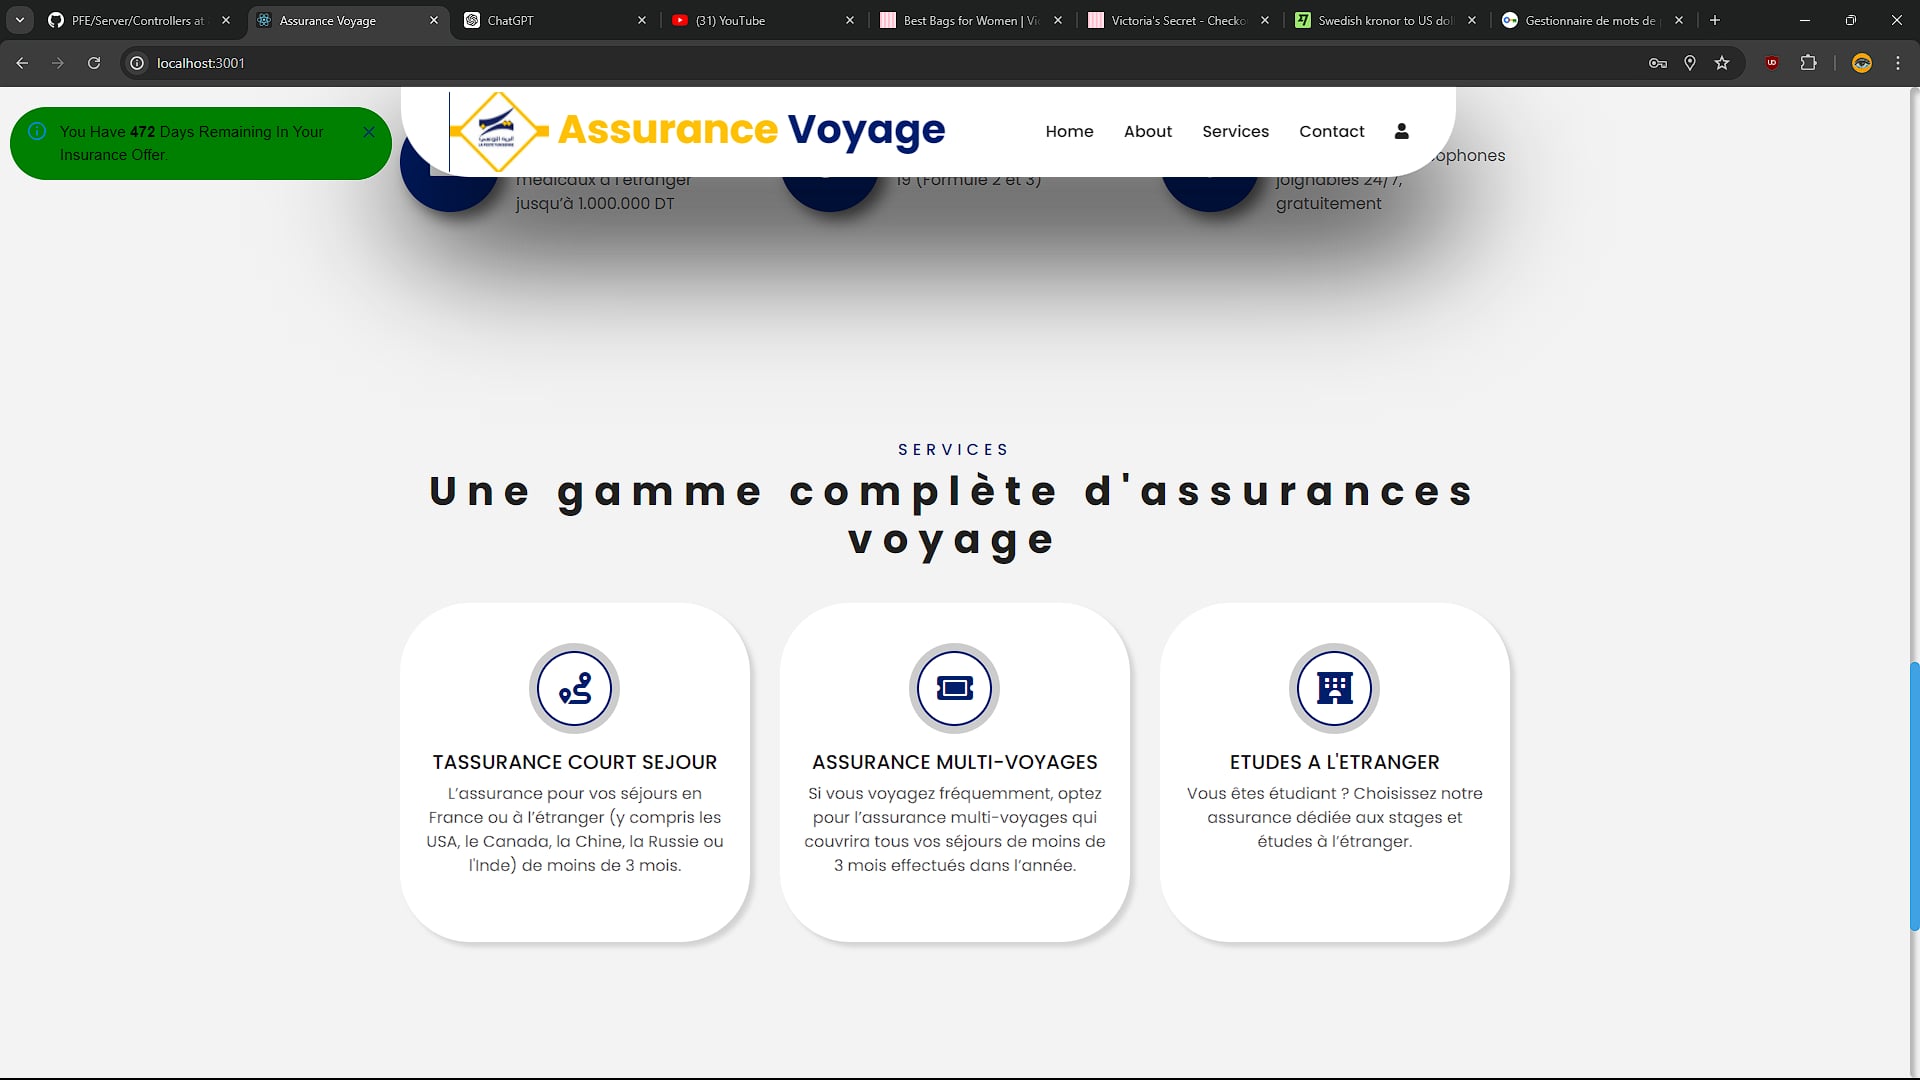 PFE/Server/Controllers at
Assurance Voyage
ChatGPT
(31) YouTube
Best Bags for Women | Vi
Victoria's Secret - Checko
Swedish kronor to US dol
Gestionnaire de mots de
localhost:3001
You Have 472 Days Remaining In Your
Insurance Offer.
Assurance Voyage
Home
About
Services
Contact
ophones
médicaux à l'étranger
jusqu'à 1.000.000 DT
19 (Formule 2 et 3)
joignables 24/7,
gratuitement
SERVICES
Une gamme complète d'assurances
voyage
TASSURANCE COURT SEJOUR
L'assurance pour vos séjours en
France ou à l'étranger (y compris les
USA, le Canada, la Chine, la Russie ou
l'Inde) de moins de 3 mois.
ASSURANCE MULTI-VOYAGES
Si vous voyagez fréquemment, optez
pour l'assurance multi-voyages qui
couvrira tous vos séjours de moins de
3 mois effectués dans l'année.
ETUDES A L'ETRANGER
Vous êtes étudiant ? Choisissez notre
assurance dédiée aux stages et
études à l'étranger.